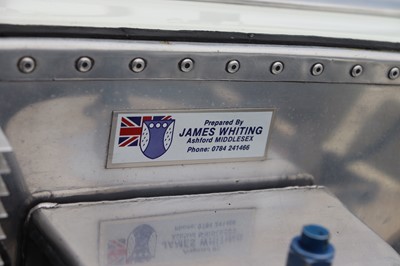 Prepared By
JAMES WHITING
Ashford MIDDLESEX
Phone: 0784 241466